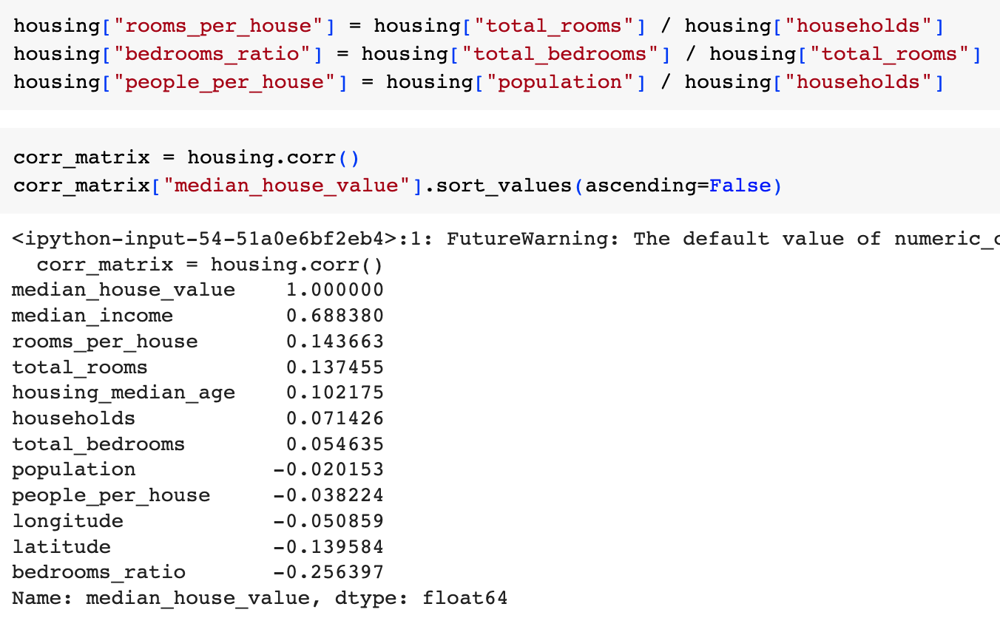 housing["rooms_per_house"] = housing["total_rooms"] / housing["households"]
housing["bedrooms_ratio"] = housing["total_bedrooms"] / housing["total_rooms"]
housing["people_per_house"] = housing["population"] / housing["households"]
corr_matrix = housing.corr()
corr_matrix["median_house_value"].sort_values(ascending=False)
<ipython-input-54-51a0e6bf2eb4>:1: FutureWarning: The default value of numeric_
  corr_matrix = housing.corr()
median_house_value    1.000000
median_income         0.688380
rooms_per_house       0.143663
total_rooms           0.137455
housing_median_age    0.102175
households            0.071426
total_bedrooms        0.054635
population           -0.020153
people_per_house     -0.038224
longitude            -0.050859
latitude             -0.139584
bedrooms_ratio       -0.256397
Name: median_house_value, dtype: float64